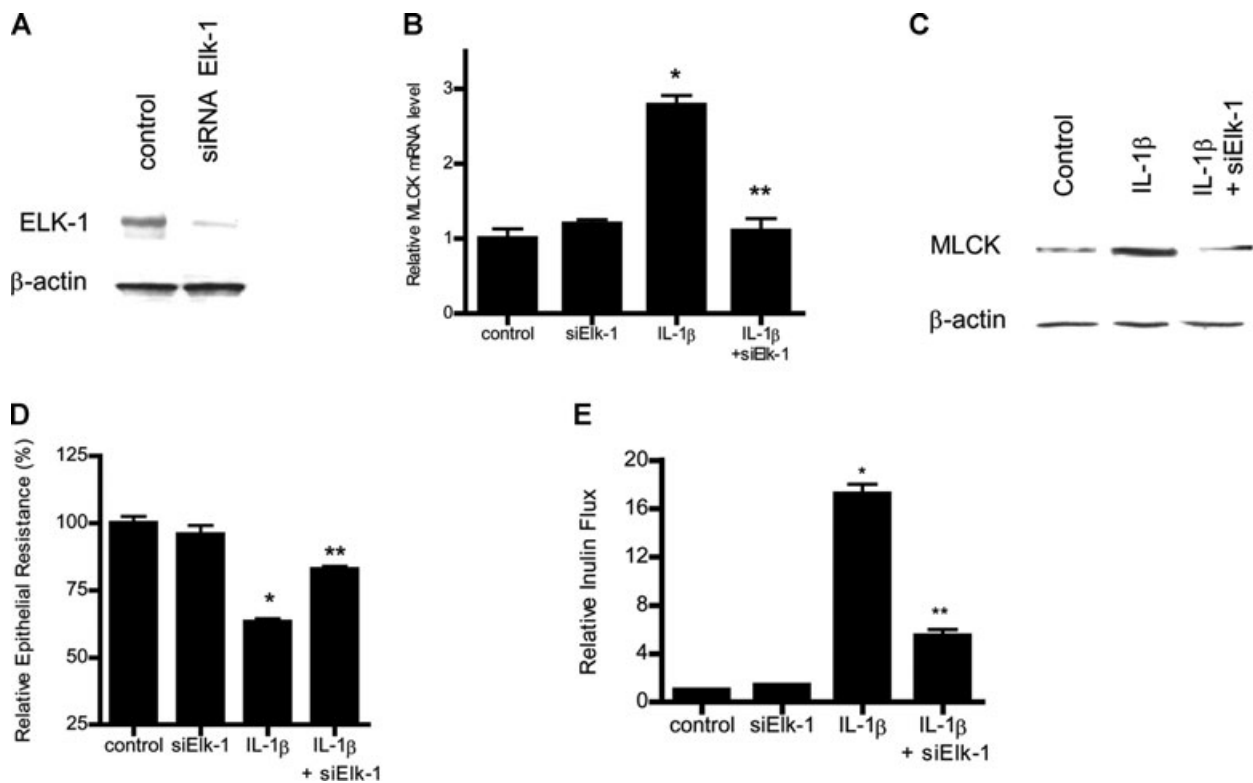 A
control
siRNA Elk-1
ELK-1
β-actin
B
Relative MLCK mRNA level
3
2
1
0
*
**
control
siElk-1
IL-1β
IL-1β
+siElk-1
C
Control
IL-1β
IL-1β
+ siElk-1
MLCK
β-actin
D
Relative Epithelial Resistance (%)
125
100
75
50
25
*
**
control
siElk-1
IL-1β
IL-1β
+ siElk-1
E
Relative Inulin Flux
20
16
12
8
4
0
*
**
control
siElk-1
IL-1β
IL-1β
+ siElk-1